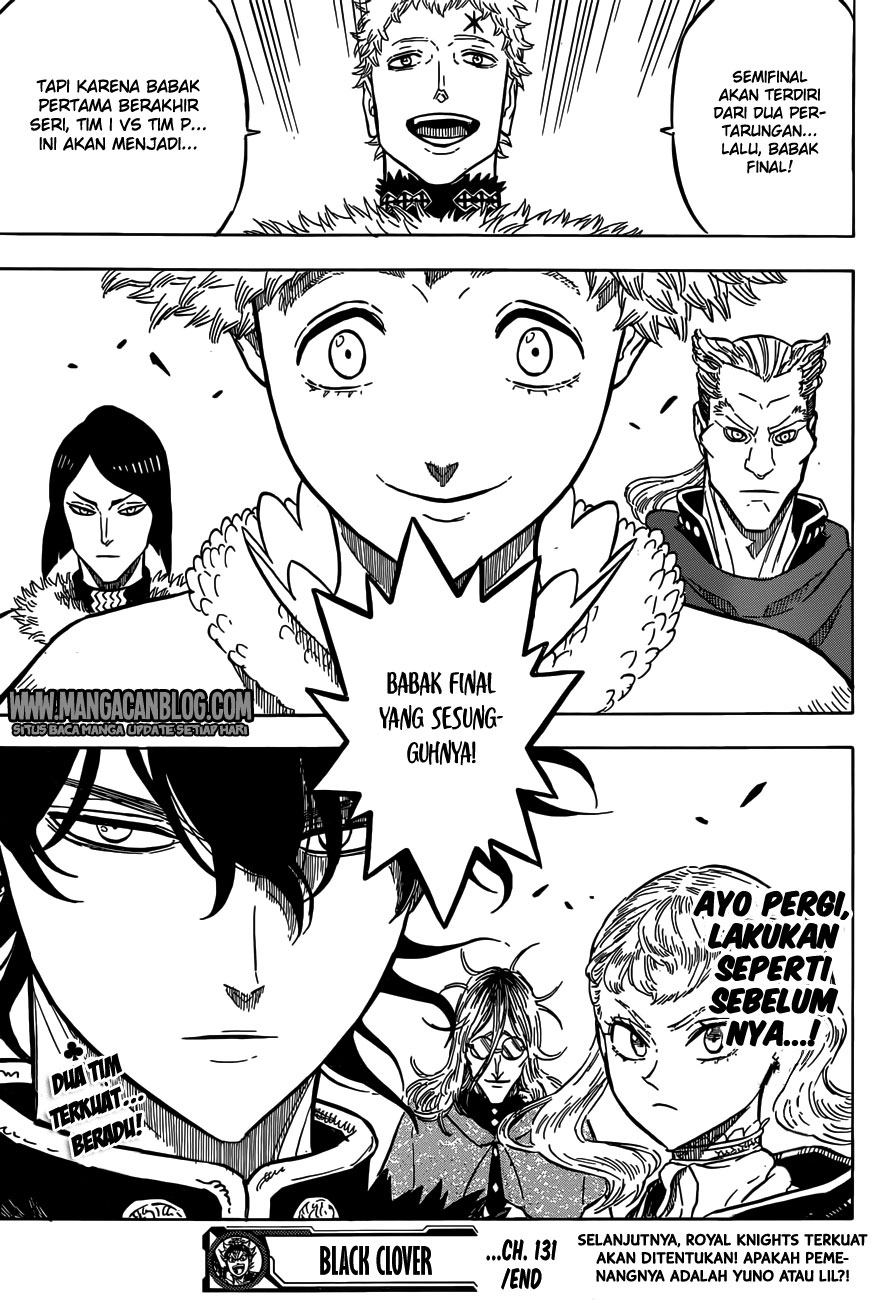 SEMIFINAL
AKAN TERDIRI
DARI DUA PER-
TARUNGAN...
LALU, BABAK
FINAL!
TAPI KARENA BABAK
PERTAMA BERAKHIR
SERI, TIM I VS TIM P...
INI AKAN MENJADI...
BABAK FINAL
YANG SESUNG-
GUHNYA!
WWW.MANGACANBLOG.COM
SITUS BACA MANGA UPDATE SETIAP HARI
AYO PERGI,
LAKUKAN
SEPERTI
SEBELUM
NYA...!
DUA TIM
TERKUAT...
BERADU!
BLACK CLOVER
...CH. 131
/END
SELANJUTNYA, ROYAL KNIGHTS TERKUAT
AKAN DITENTUKAN! APAKAH PEME-
NANGNYA ADALAH YUNO ATAU LIL?!